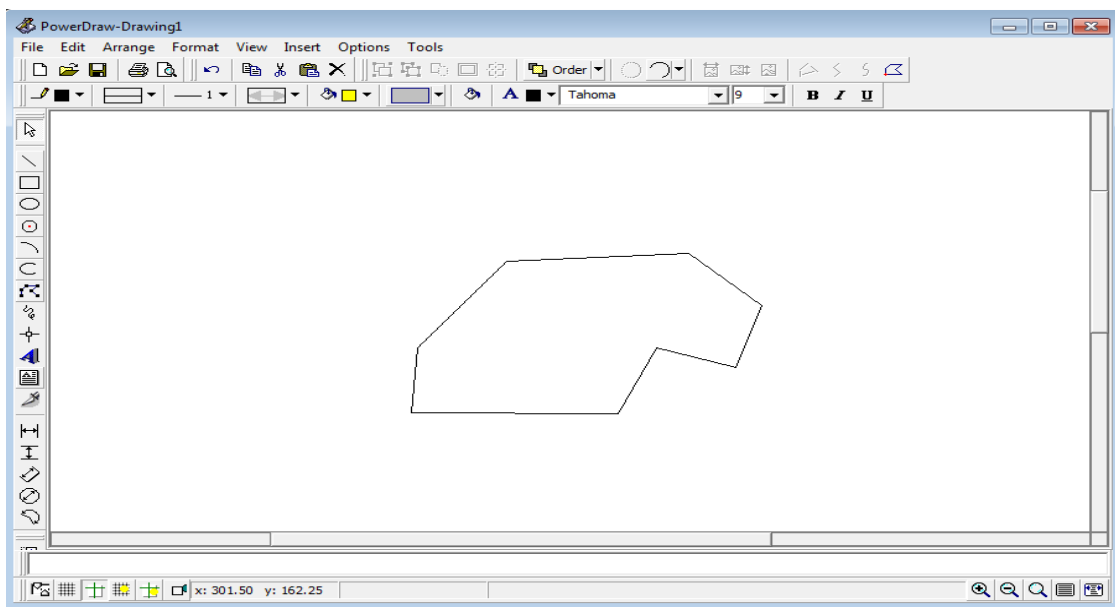 PowerDraw-Drawing1
File Edit Arrange Format View Insert Options Tools
Order
1 A Tahoma 9 B I U
A
A
x: 301.50 y: 162.25